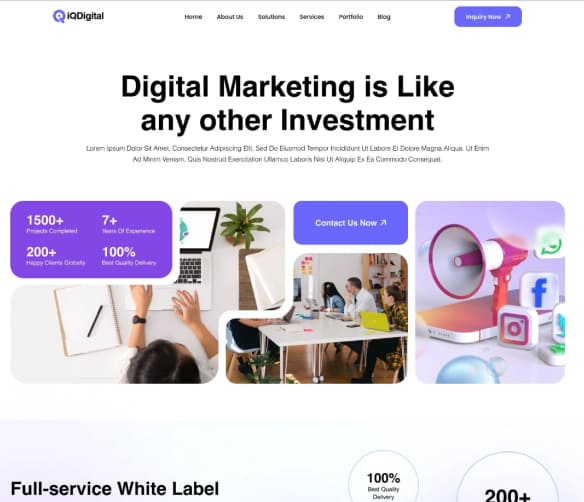 iQDigital
Home About Us Solutions Services Portfolio Blog
Inquiry Now
Digital Marketing is Like
any other Investment
Lorem Ipsum Dolor Sit Amet, Consectetur Adipiscing Elit, Sed Do Eiusmod Tempor Incididunt Ut Labore Et Dolore Magna Aliqua. Ut Enim
Ad Minim Veniam, Quis Nostrud Exercitation Ullamco Laboris Nisi Ut Aliquip Ex Ea Commodo Consequat.
1500+ 7+
Projects Completed Years Of Experience
200+ 100%
Happy Clients Globally Best Quality Delivery
Contact Us Now
Full-service White Label
100%
Best Quality
Delivery
200+